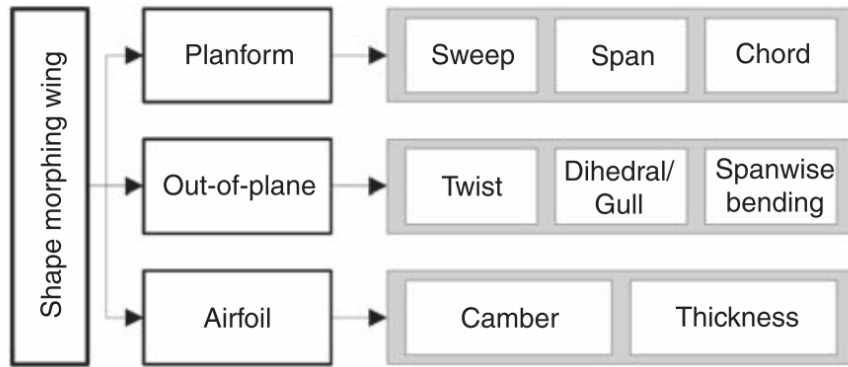 Shape morphing wing
Planform
Sweep
Span
Chord
Out-of-plane
Twist
Dihedral/
Gull
Spanwise
bending
Airfoil
Camber
Thickness